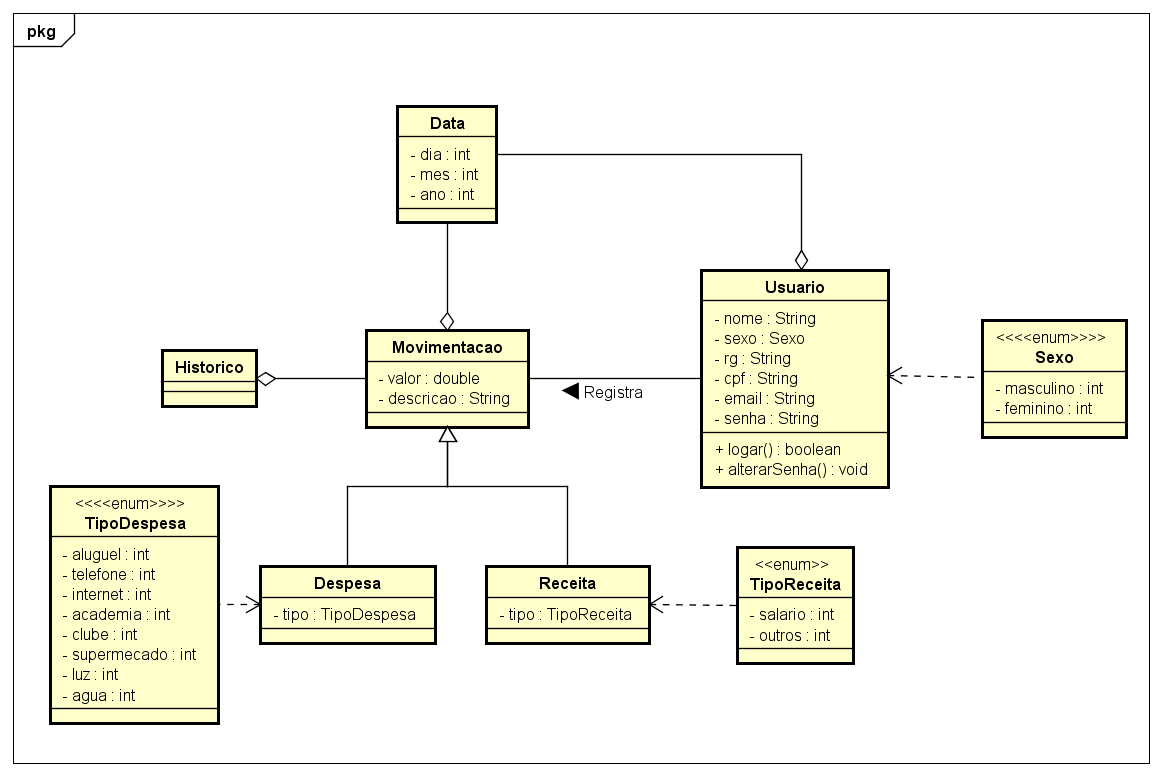 pkg
Data
- dia : int
- mes : int
- ano : int
Usuario
- nome : String
- sexo : Sexo
- rg : String
- cpf : String
- email : String
- senha : String
+ logar() : boolean
+ alterarSenha() : void
<<<<enum>>>>
Sexo
- masculino : int
- feminino : int
Historico
Movimentacao
- valor : double
- descricao : String
Registra
<<<<enum>>>>
TipoDespesa
- aluguel : int
- telefone : int
- internet : int
- academia : int
- clube : int
- supermecado : int
- luz : int
- agua : int
Despesa
- tipo : TipoDespesa
Receita
- tipo : TipoReceita
<<enum>>
TipoReceita
- salario : int
- outros : int